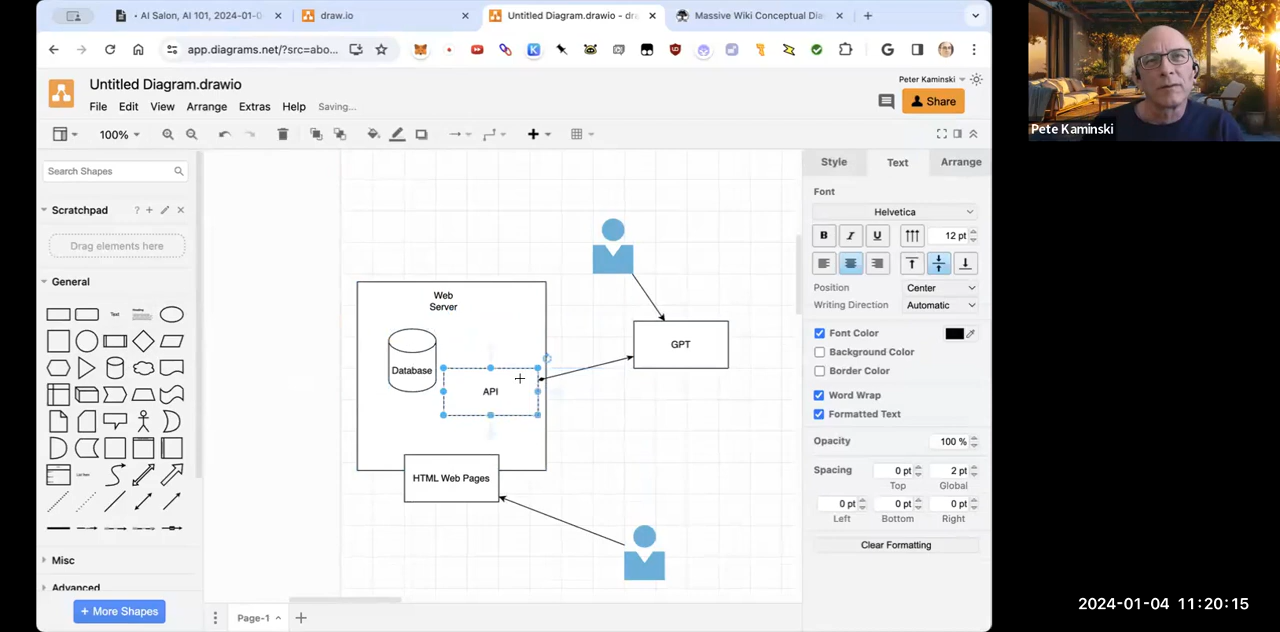 AI Salon, AI 101, 2024-01-0
draw.io
Untitled Diagram.drawio - dra
Massive Wiki Conceptual Dia
app.diagrams.net/?src=abo...
Untitled Diagram.drawio
Peter Kaminski
File Edit View Arrange Extras Help Saving...
Share
100%
Search Shapes
Style Text Arrange
Scratchpad
Drag elements here
General
Text
Heading
List Item
Misc
Advanced
+ More Shapes
Web
Server
Database
API
GPT
HTML Web Pages
Page-1
Font
Helvetica
B I U 12 pt
Position Center
Writing Direction Automatic
Font Color
Background Color
Border Color
Word Wrap
Formatted Text
Opacity 100 %
Spacing 0 pt 2 pt
Top Global
0 pt 0 pt 0 pt
Left Bottom Right
Clear Formatting
Pete Kaminski
2024-01-04 11:20:15